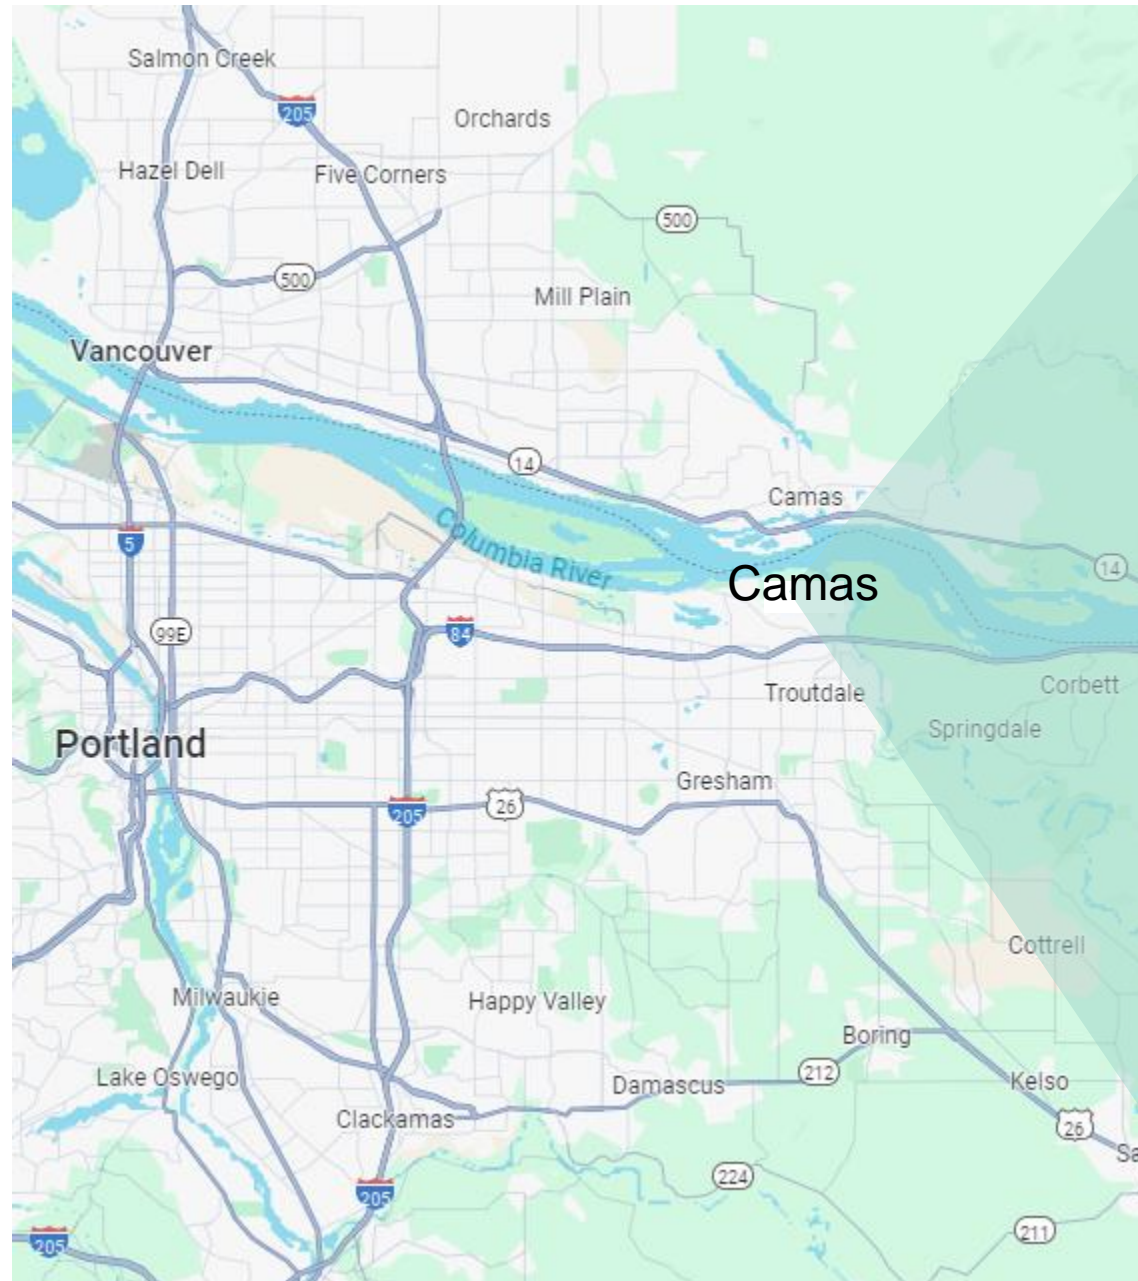 Salmon Creek
205
Orchards
Hazel Dell
Five Corners
500
500
Mill Plain
Vancouver
14
Camas
Columbia River
5
14
Camas
99E
84
Troutdale
Corbett
Springdale
Portland
Gresham
26
205
Cottrell
Milwaukie
Happy Valley
Boring
Lake Oswego
212
Kelso
Damascus
Clackamas
26
Sa
224
205
211
205